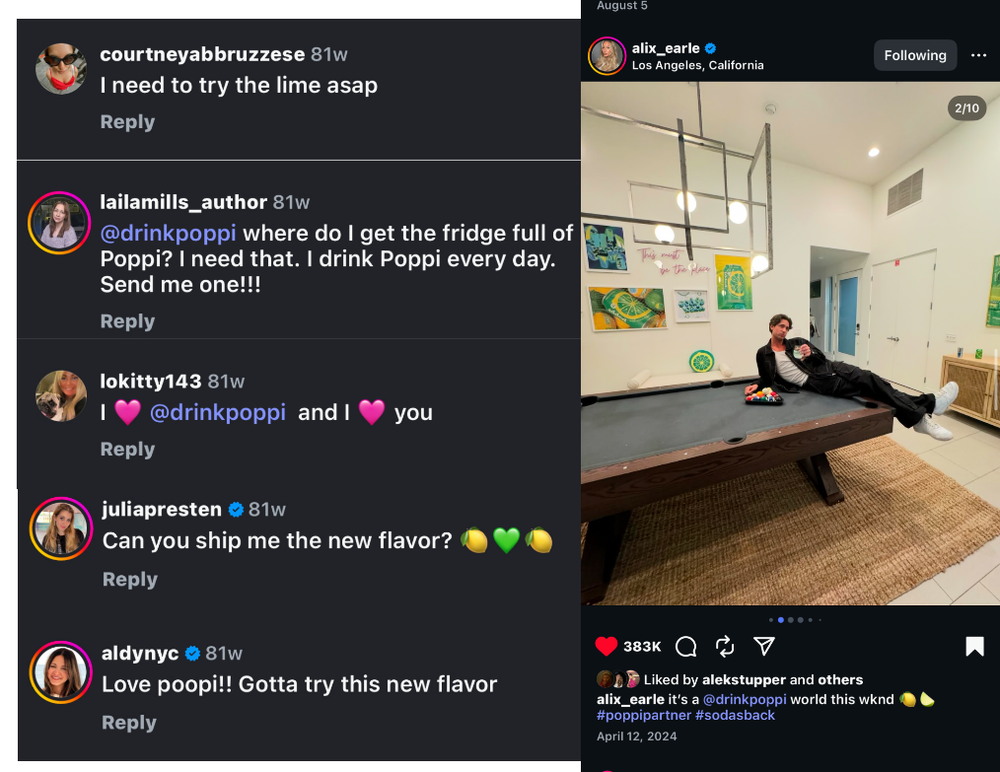 courtneyabbruzzese 81w
I need to try the lime asap
Reply
lailamills_author 81w
@drinkpoppi where do I get the fridge full of
Poppi? I need that. I drink Poppi every day.
Send me one!!!
Reply
lokitty143 81w
I 🩷 @drinkpoppi and I 🩷 you
Reply
juliapresten 81w
Can you ship me the new flavor? 🍋💚🍋
Reply
aldynyc 81w
Love poopi!! Gotta try this new flavor
Reply
August 5
alix_earle
Los Angeles, California
Following
2/10
This must
be the place
383K
Liked by alekstupper and others
alix_earle it's a @drinkpoppi world this wknd 🍋🍋‍🟩
#poppipartner #sodasback
April 12, 2024